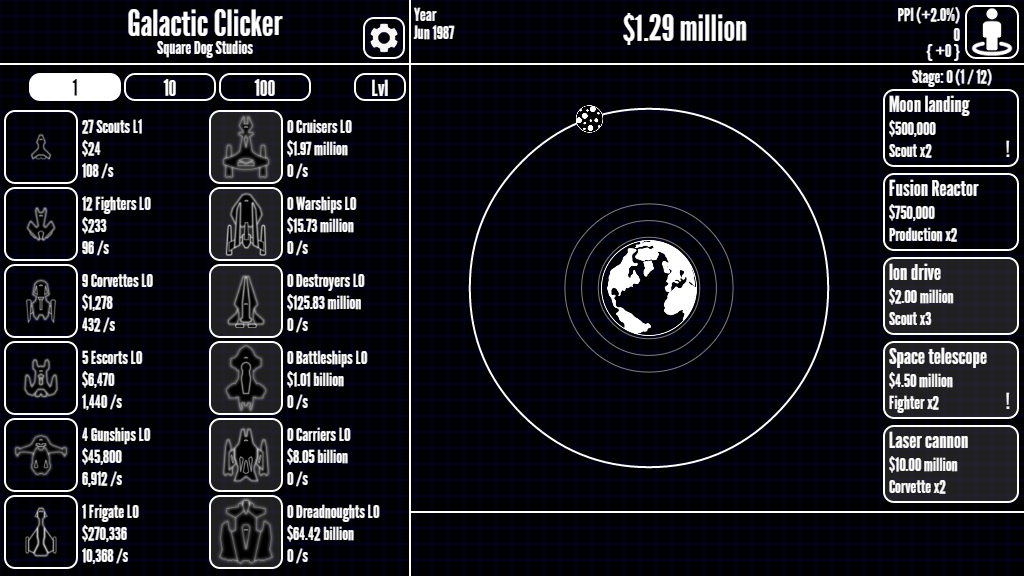 Galactic Clicker
Square Dog Studios
Year
Jun 1987
$1.29 million
PPI (+2.0%)
0
{ +0 }
1
10
100
Lvl
27 Scouts L1
$24
108 /s
12 Fighters L0
$233
96 /s
9 Corvettes L0
$1,278
432 /s
5 Escorts L0
$6,470
1,440 /s
4 Gunships L0
$45,800
6,912 /s
1 Frigate L0
$270,336
10,368 /s
0 Cruisers L0
$1.97 million
0 /s
0 Warships L0
$15.73 million
0 /s
0 Destroyers L0
$125.83 million
0 /s
0 Battleships L0
$1.01 billion
0 /s
0 Carriers L0
$8.05 billion
0 /s
0 Dreadnoughts L0
$64.42 billion
0 /s
Stage: 0 (1 / 12)
Moon landing
$500,000
Scout x2 !
Fusion Reactor
$750,000
Production x2
Ion drive
$2.00 million
Scout x3
Space telescope
$4.50 million
Fighter x2 !
Laser cannon
$10.00 million
Corvette x2